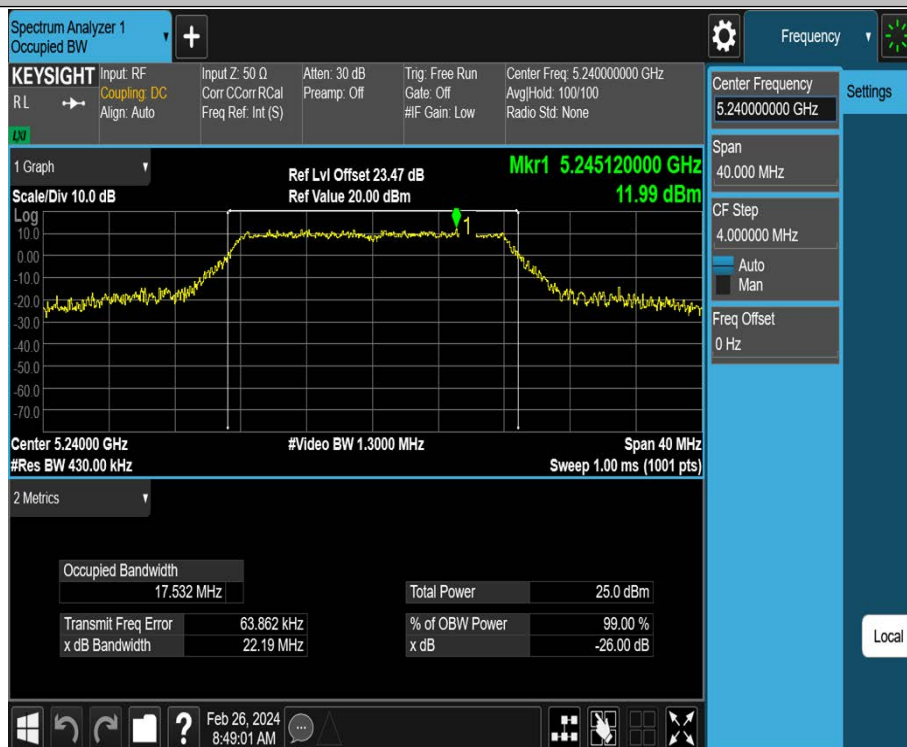 Spectrum Analyzer 1
Occupied BW
+
Frequency
KEYSIGHT
RL
LXI
Input: RF
Coupling: DC
Align: Auto
Input Z: 50 Ω
Corr CCorr RCal
Freq Ref: Int (S)
Atten: 30 dB
Preamp: Off
Trig: Free Run
Gate: Off
#IF Gain: Low
Center Freq: 5.240000000 GHz
Avg|Hold: 100/100
Radio Std: None
Center Frequency
5.240000000 GHz
Settings
Span
40.000 MHz
CF Step
4.000000 MHz
Auto
Man
Freq Offset
0 Hz
Local
1 Graph
Scale/Div 10.0 dB
Ref Lvl Offset 23.47 dB
Ref Value 20.00 dBm
Mkr1 5.245120000 GHz
11.99 dBm
Log
10.0
0.00
-10.0
-20.0
-30.0
-40.0
-50.0
-60.0
-70.0
1
Center 5.24000 GHz
#Video BW 1.3000 MHz
Span 40 MHz
#Res BW 430.00 kHz
Sweep 1.00 ms (1001 pts)
2 Metrics
Occupied Bandwidth
17.532 MHz
Total Power 25.0 dBm
Transmit Freq Error 63.862 kHz
% of OBW Power 99.00 %
x dB Bandwidth 22.19 MHz
x dB -26.00 dB
?
Feb 26, 2024
8:49:01 AM